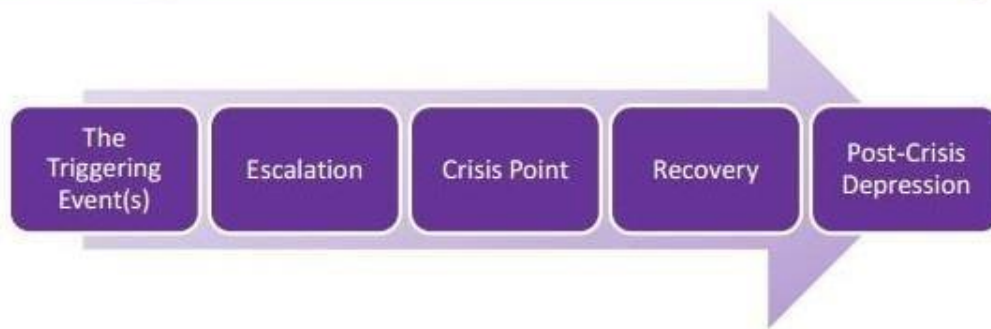 The
Triggering
Event(s)
Escalation
Crisis Point
Recovery
Post-Crisis
Depression